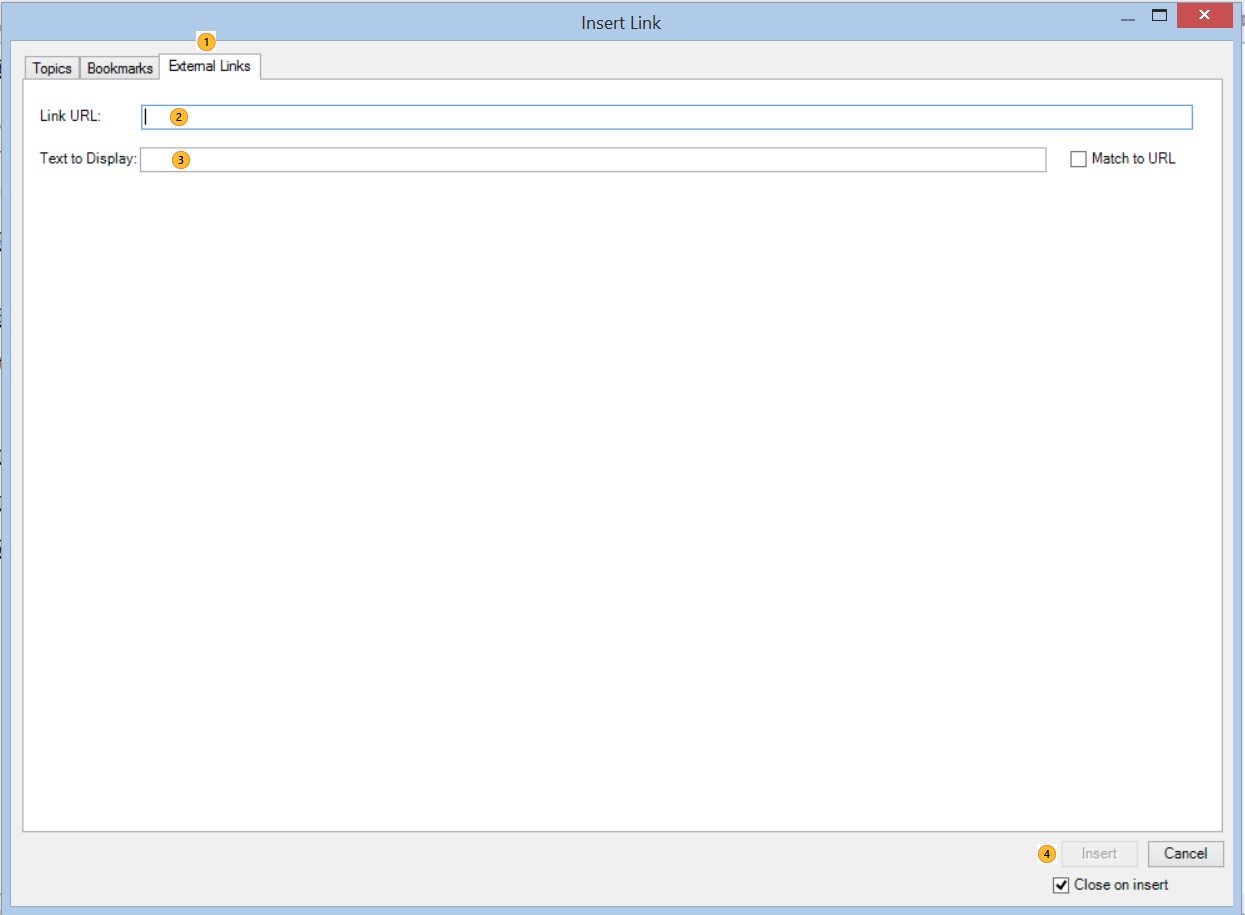 Insert Link
1
Topics Bookmarks External Links
Link URL: 2
Text to Display: 3 Match to URL
4 Insert Cancel
Close on insert